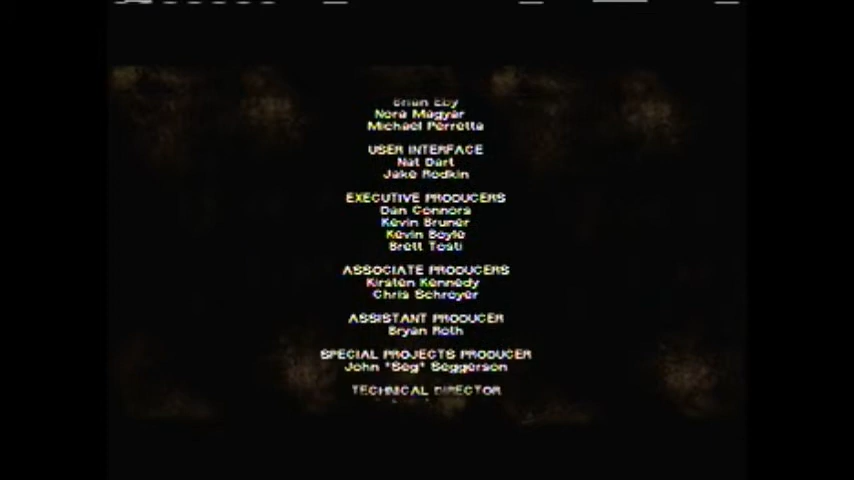 Brian Eby
Nora Magyar
Michael Perretta
USER INTERFACE
Nat Dart
Jake Rodkin
EXECUTIVE PRODUCERS
Dan Connors
Kevin Bruner
Kevin Boyle
Brett Tosti
ASSOCIATE PRODUCERS
Kirsten Kennedy
Chris Schroyer
ASSISTANT PRODUCER
Bryan Roth
SPECIAL PROJECTS PRODUCER
John "Seg" Seggerson
TECHNICAL DIRECTOR